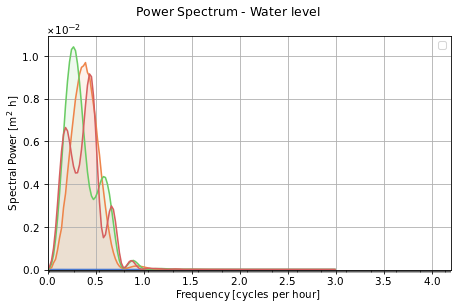 Power Spectrum - Water level
×10⁻²
1.0
0.8
0.6
0.4
0.2
0.0
Spectral Power [m² h]
0.0 0.5 1.0 1.5 2.0 2.5 3.0 3.5 4.0
Frequency [cycles per hour]